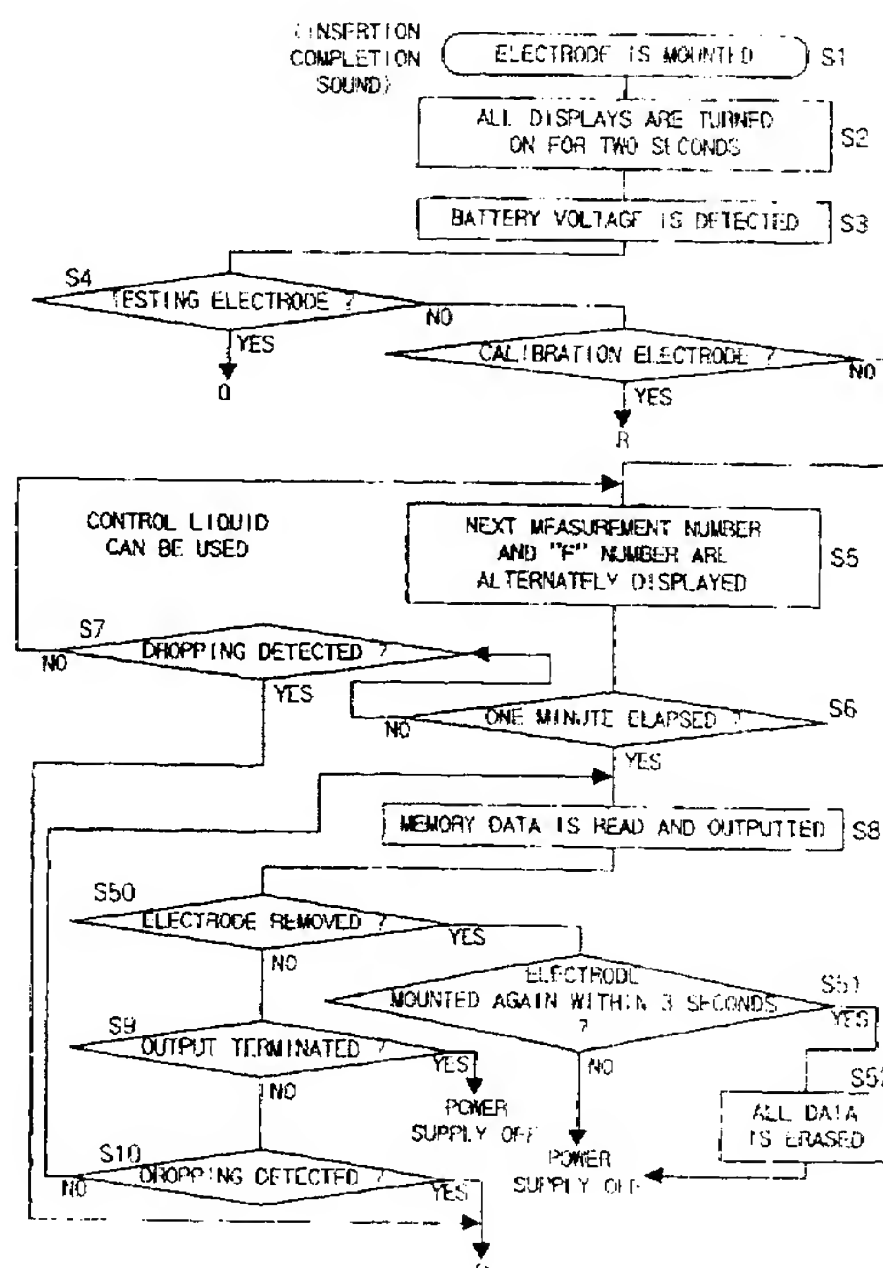 (INSERTION
COMPLETION
SOUND)
ELECTRODE IS MOUNTED
S1
ALL DISPLAYS ARE TURNED
ON FOR TWO SECONDS
S2
BATTERY VOLTAGE IS DETECTED
S3
S4
TESTING ELECTRODE ?
NO
YES
CALIBRATION ELECTRODE ?
NO
YES
R
CONTROL LIQUID
CAN BE USED
NEXT MEASUREMENT NUMBER
AND "F" NUMBER ARE
ALTERNATELY DISPLAYED
S5
S7
DROPPING DETECTED ?
NO
YES
ONE MINUTE ELAPSED ?
S6
NO
YES
MEMORY DATA IS READ AND OUTPUTTED
S8
S50
ELECTRODE REMOVED ?
YES
NO
ELECTRODE
MOUNTED AGAIN WITHIN 3 SECONDS
?
S51
YES
NO
S9
OUTPUT TERMINATED ?
YES
NO
POWER
SUPPLY OFF
ALL DATA
IS ERASED
S10
DROPPING DETECTED ?
NO
YES
POWER
SUPPLY OFF